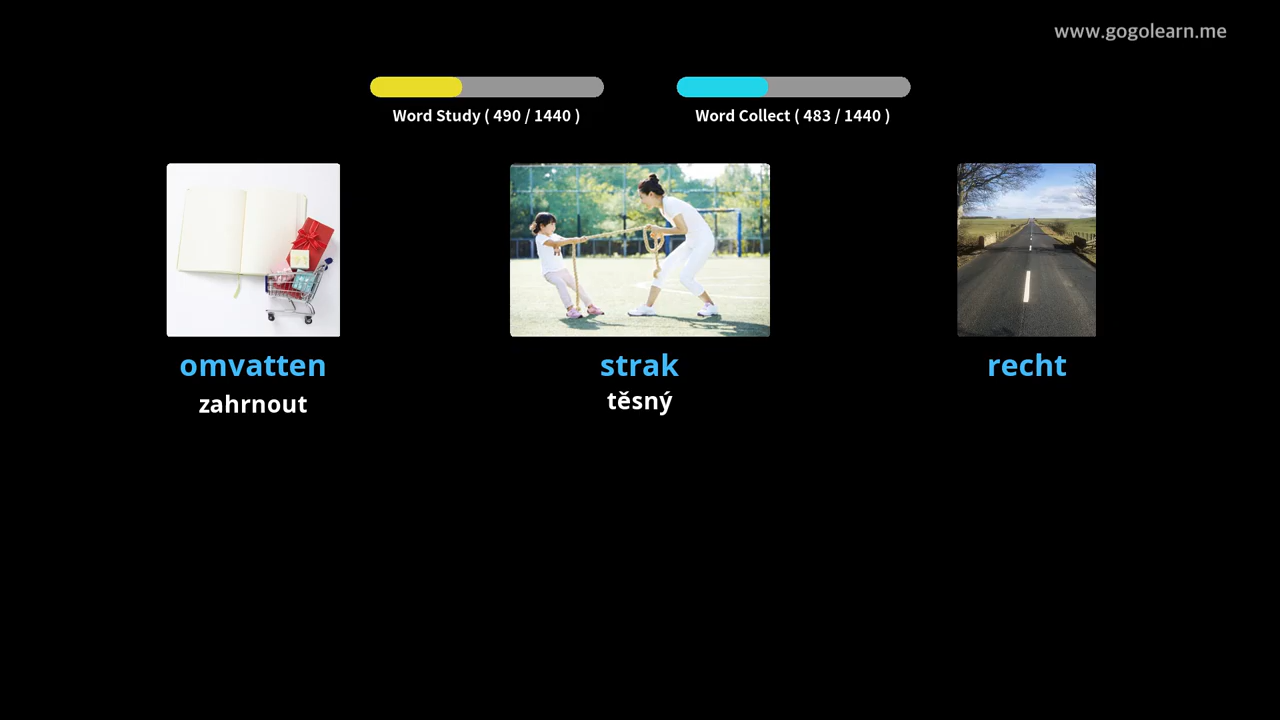 www.gogolearn.me
Word Study ( 490 / 1440 )
Word Collect ( 483 / 1440 )
omvatten
zahrnout
strak
těsný
recht